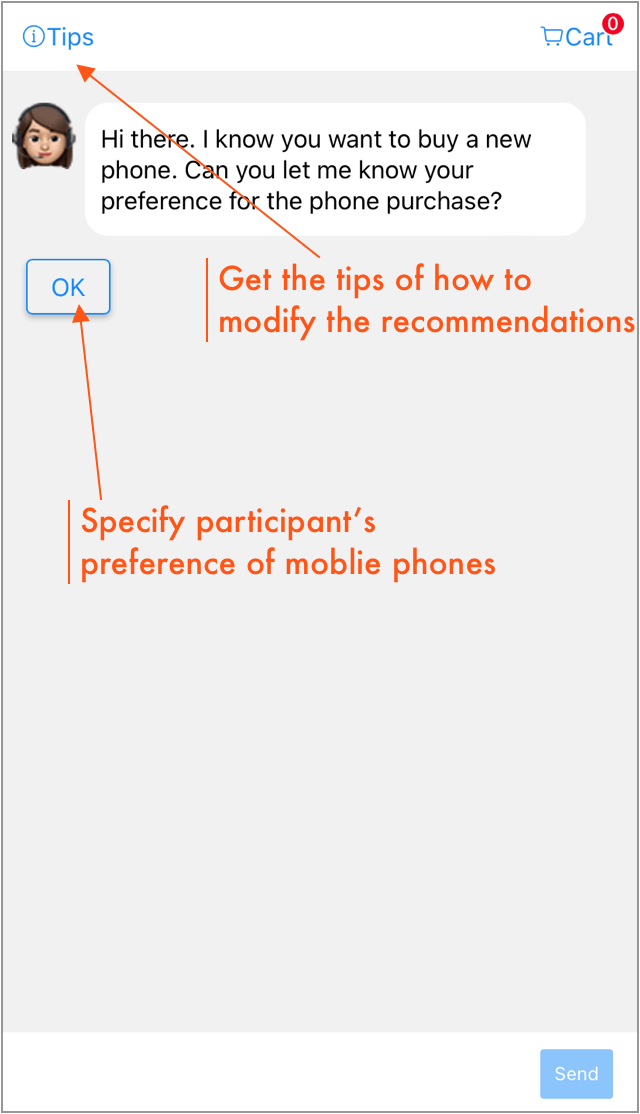 Tips
Cart
0
Hi there. I know you want to buy a new
phone. Can you let me know your
preference for the phone purchase?
OK
Get the tips of how to
modify the recommendations
Specify participant’s
preference of moblie phones
Send